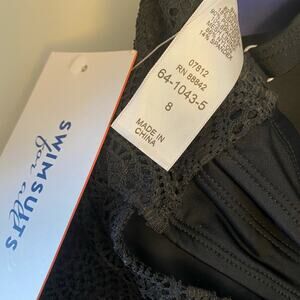 14% SPANDEX
07812
RN 88842
64-1043-5
8
MADE IN
CHINA
SWIMSUITS
for all